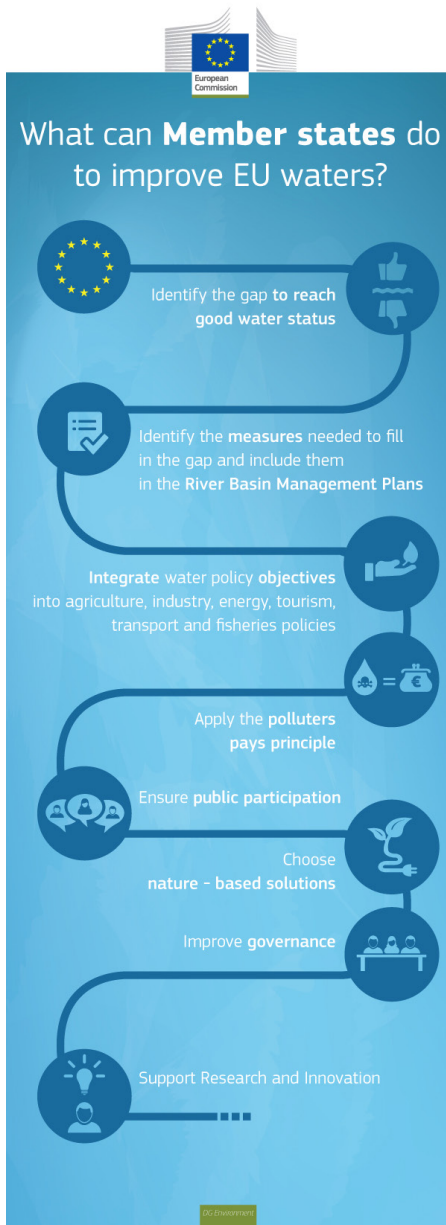 European
Commission
What can Member states do
to improve EU waters?
Identify the gap to reach
good water status
Identify the measures needed to fill
in the gap and include them
in the River Basin Management Plans
Integrate water policy objectives
into agriculture, industry, energy, tourism,
transport and fisheries policies
€
Apply the polluters
pays principle
Ensure public participation
Choose
nature - based solutions
Improve governance
Support Research and Innovation
DG Environment